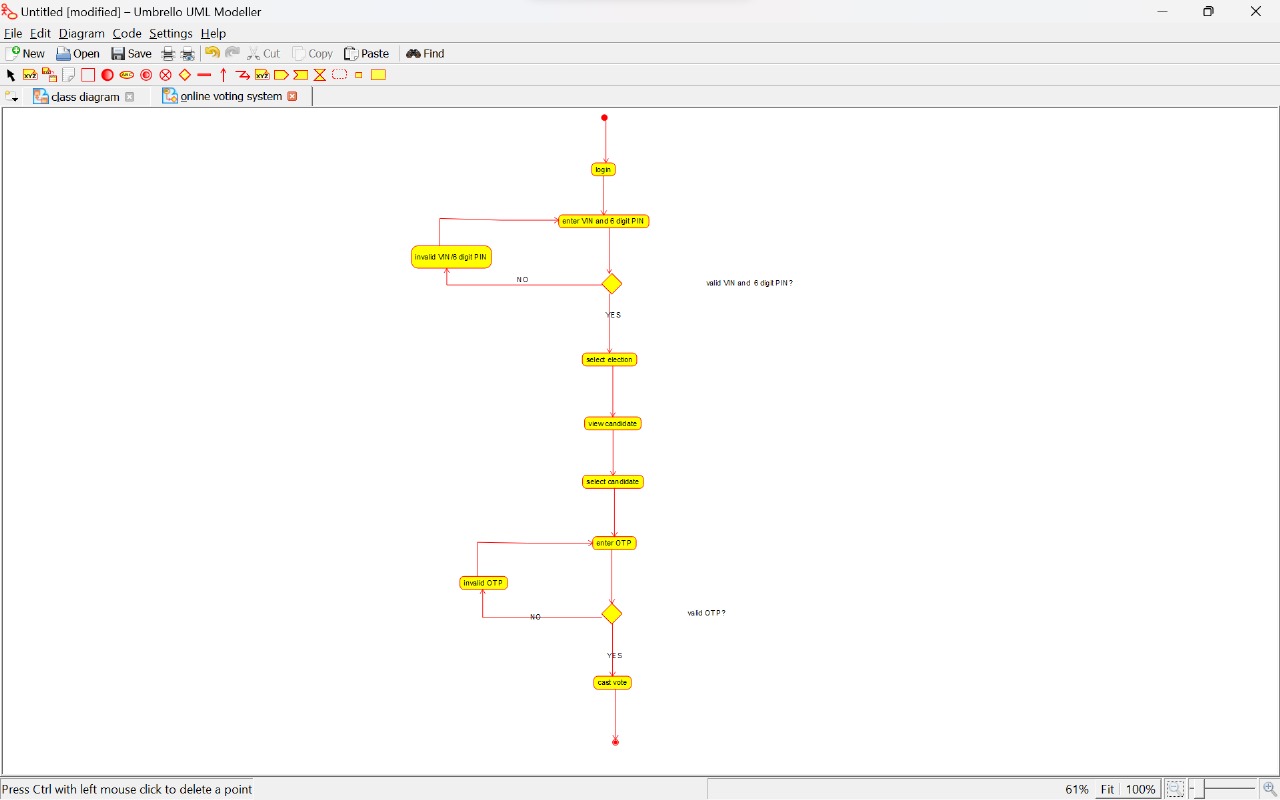 Untitled [modified] – Umbrello UML Modeller
File Edit Diagram Code Settings Help
New Open Save Cut Copy Paste Find
class diagram online voting system
login
enter VIN and 6 digit PIN
invalid VIN/6 digit PIN
NO
valid VIN and 6 digit PIN?
YES
select election
view candidate
select candidate
enter OTP
invalid OTP
NO
valid OTP?
YES
cast vote
Press Ctrl with left mouse click to delete a point
61% Fit 100%